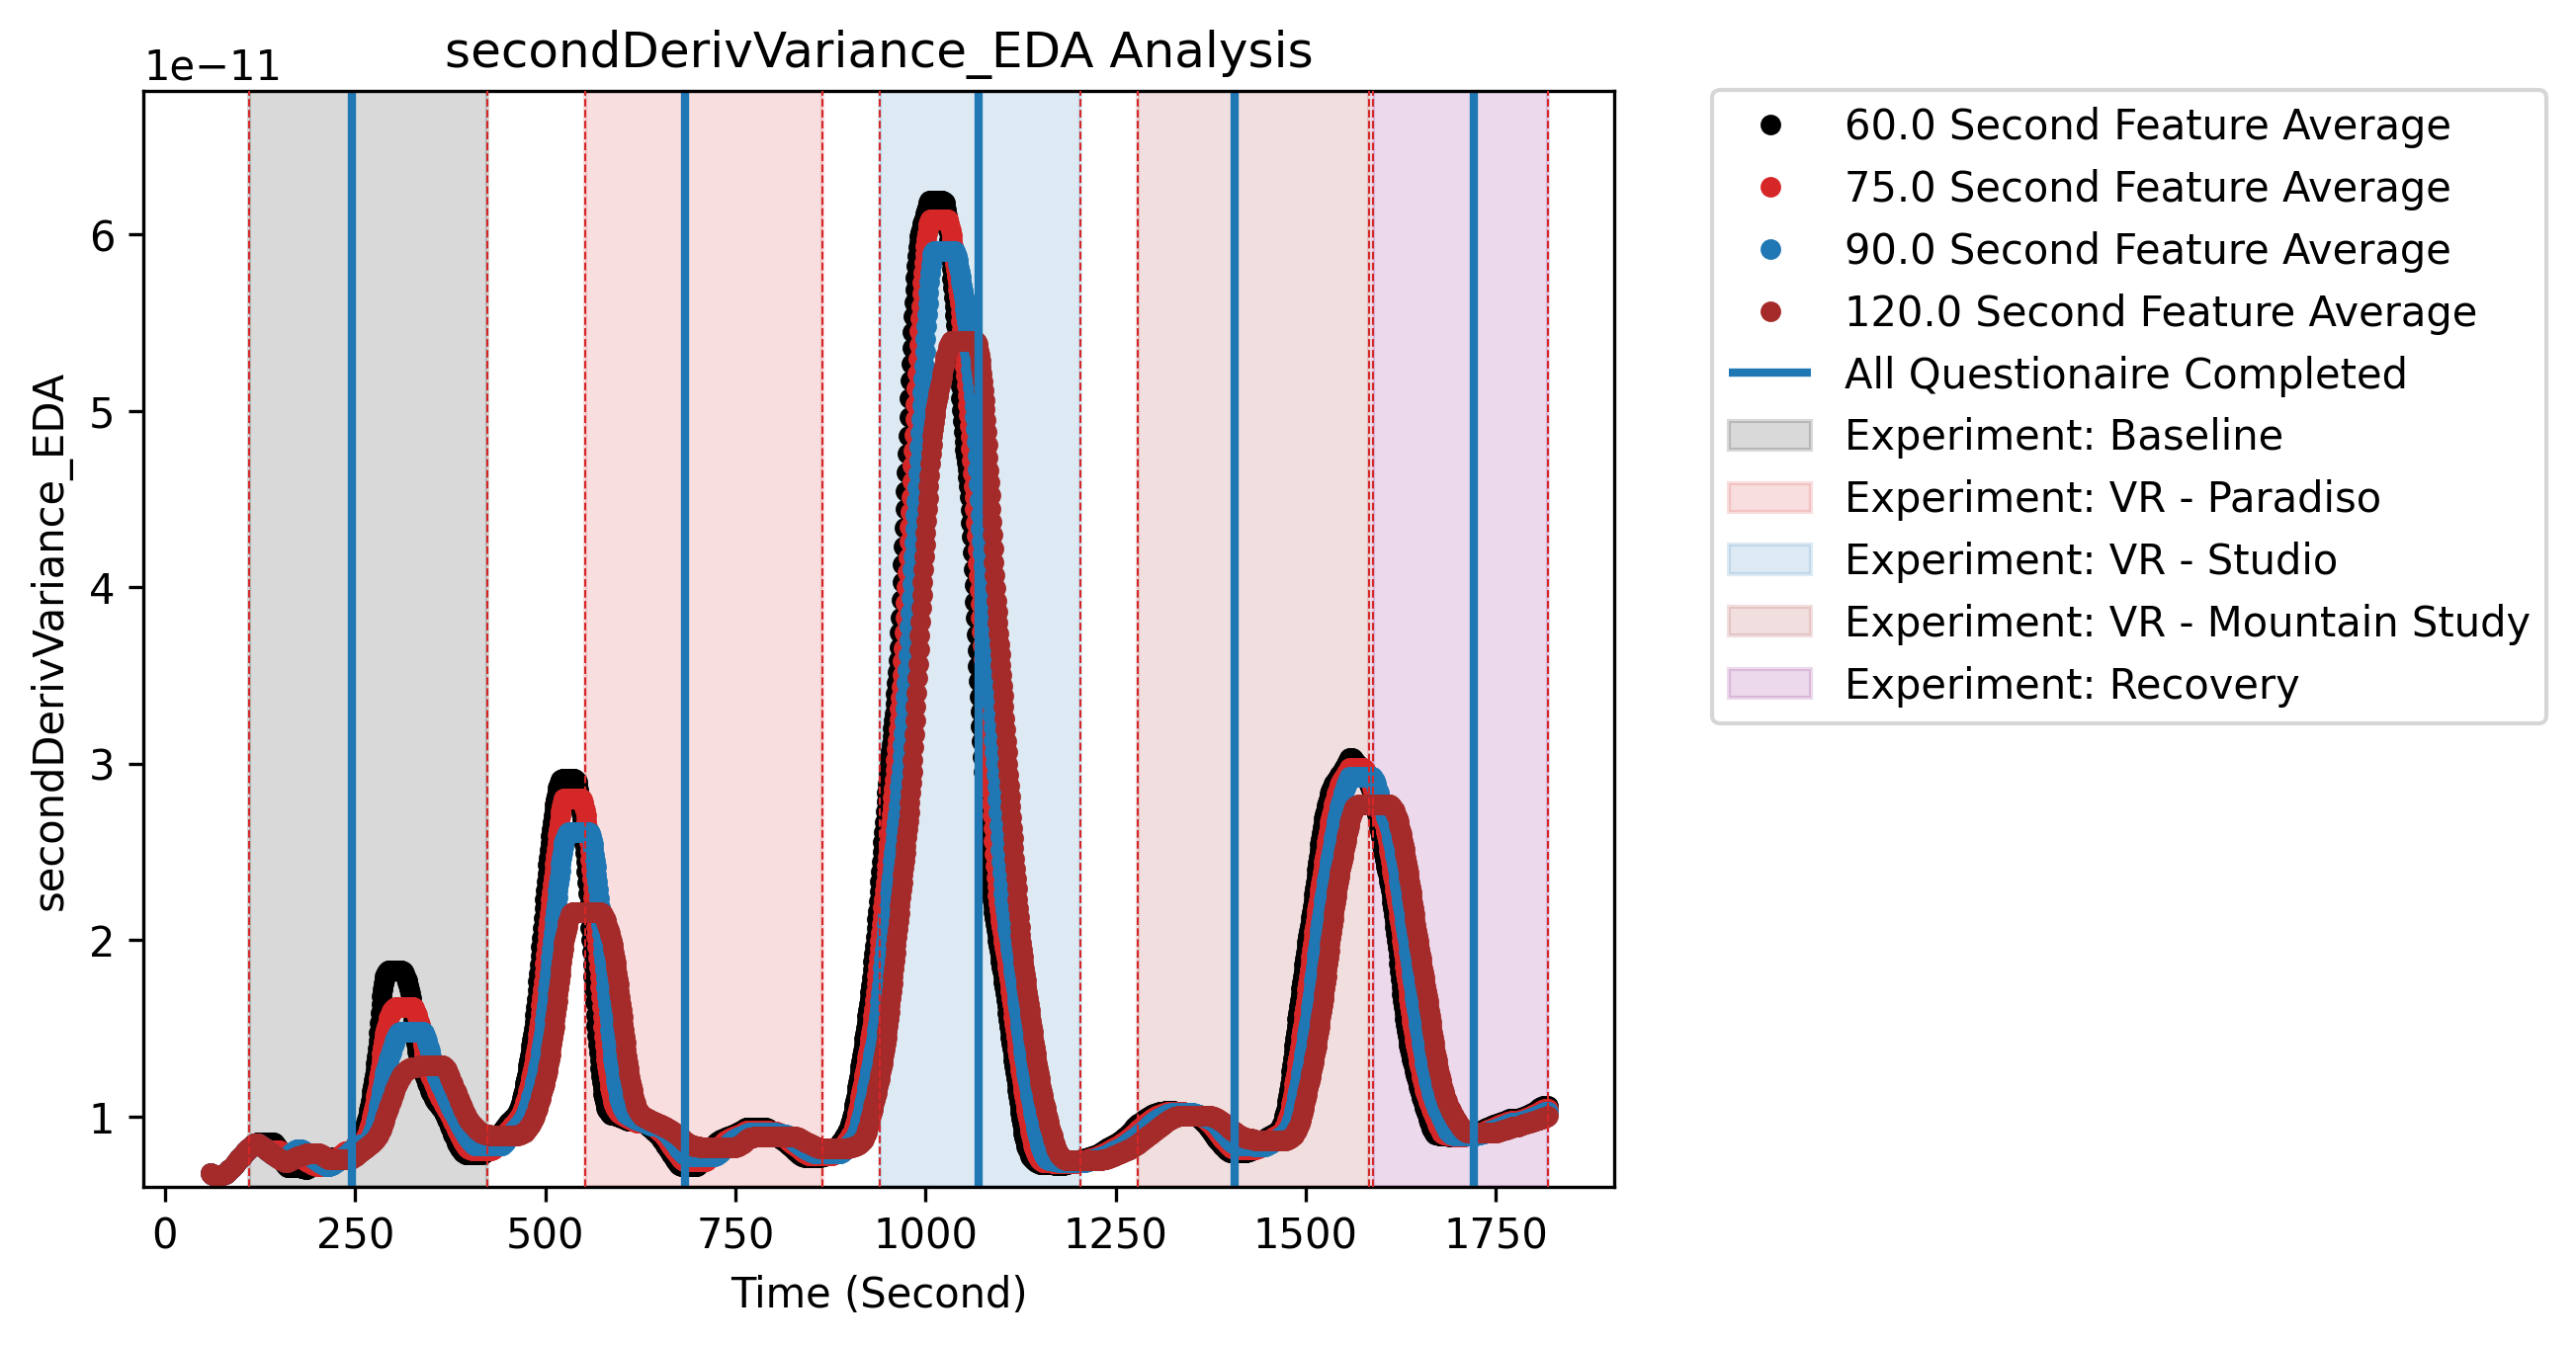 secondDerivVariance_EDA Analysis
1e−11
6
5
4
3
2
1
secondDerivVariance_EDA
0 250 500 750 1000 1250 1500 1750
Time (Second)
60.0 Second Feature Average
75.0 Second Feature Average
90.0 Second Feature Average
120.0 Second Feature Average
All Questionaire Completed
Experiment: Baseline
Experiment: VR - Paradiso
Experiment: VR - Studio
Experiment: VR - Mountain Study
Experiment: Recovery